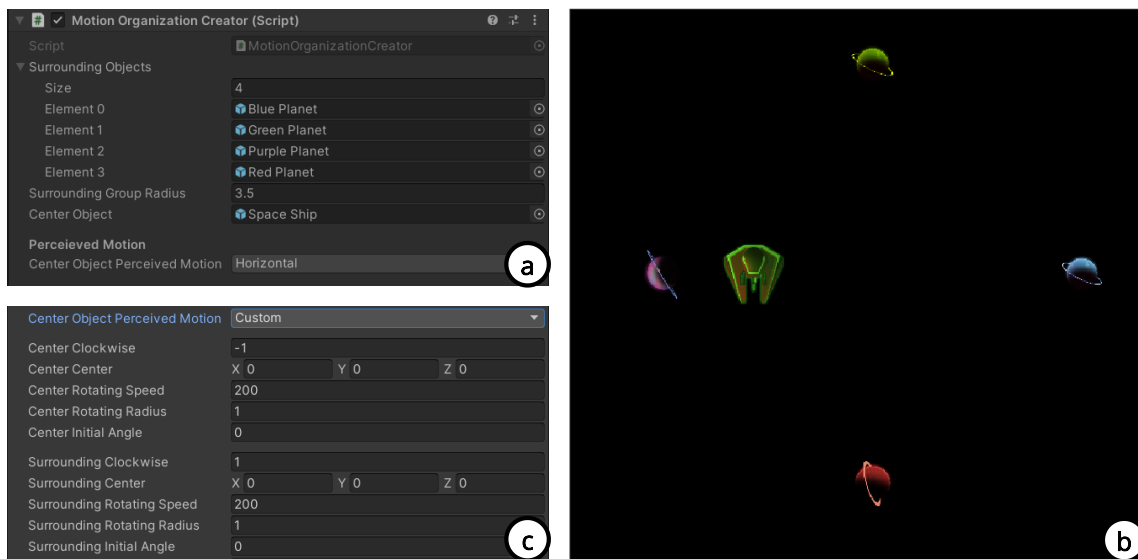 Motion Organization Creator (Script)
Script MotionOrganizationCreator
Surrounding Objects
Size 4
Element 0 Blue Planet
Element 1 Green Planet
Element 2 Purple Planet
Element 3 Red Planet
Surrounding Group Radius 3.5
Center Object Space Ship
Perceieved Motion
Center Object Perceived Motion Horizontal
a
Center Object Perceived Motion Custom
Center Clockwise -1
Center Center X 0 Y 0 Z 0
Center Rotating Speed 200
Center Rotating Radius 1
Center Initial Angle 0
Surrounding Clockwise 1
Surrounding Center X 0 Y 0 Z 0
Surrounding Rotating Speed 200
Surrounding Rotating Radius 1
Surrounding Initial Angle 0
c
b